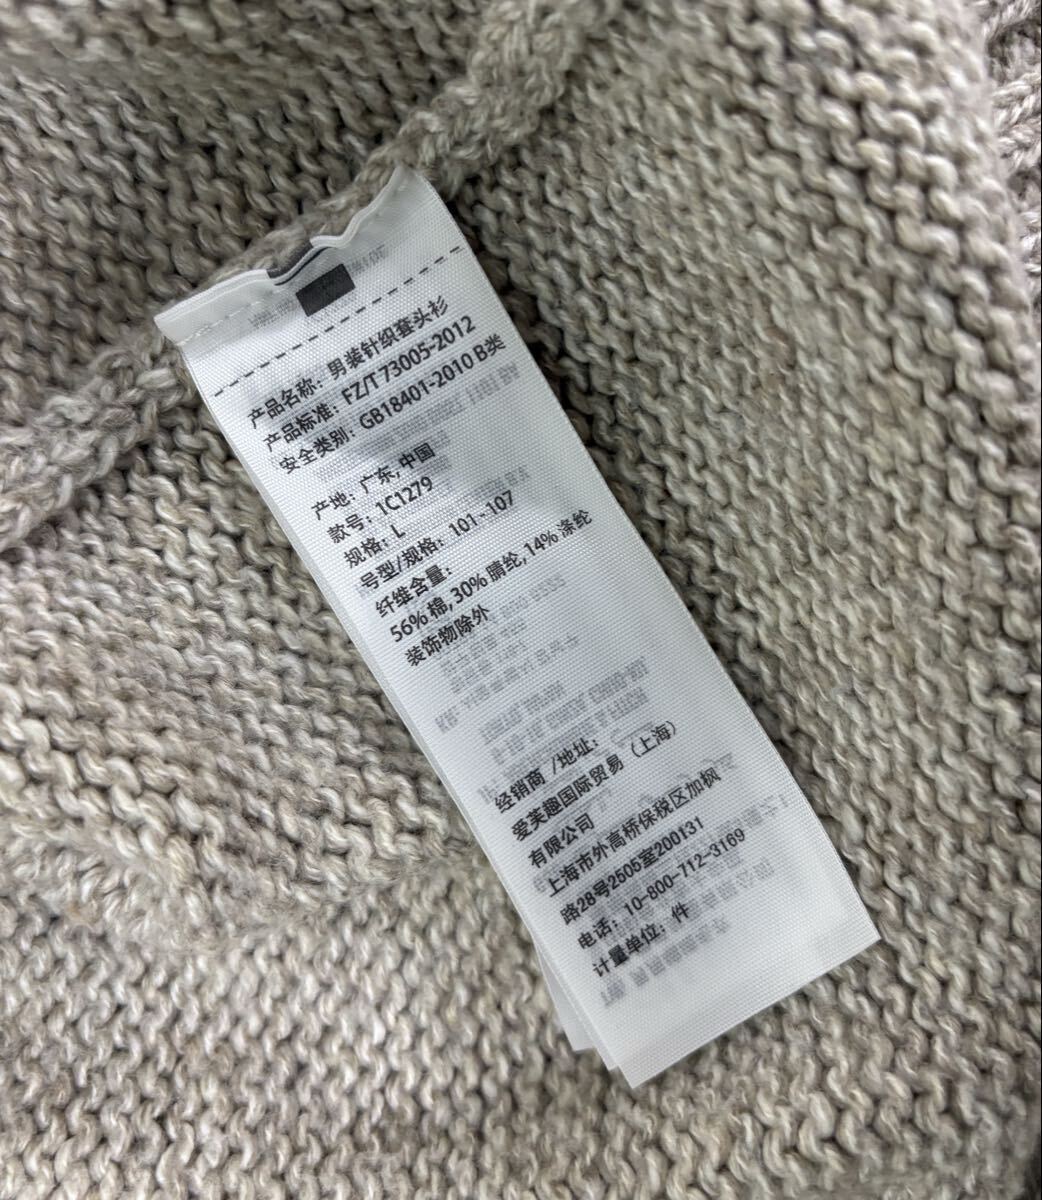 产品名称：男装针织套头衫
产品标准：FZ/T 73005-2012
安全类别：GB18401-2010 B类
产地：广东,中国
款号：1C1279
规格：L
号型/规格：101~107
纤维含量：
56% 棉, 30% 腈纶, 14% 涤纶
装饰物除外
经销商 /地址：
爱芙趣国际贸易（上海）
有限公司
上海市外高桥保税区加枫
路28号2505室200131
电话：10-800-712-3169
计量单位：件